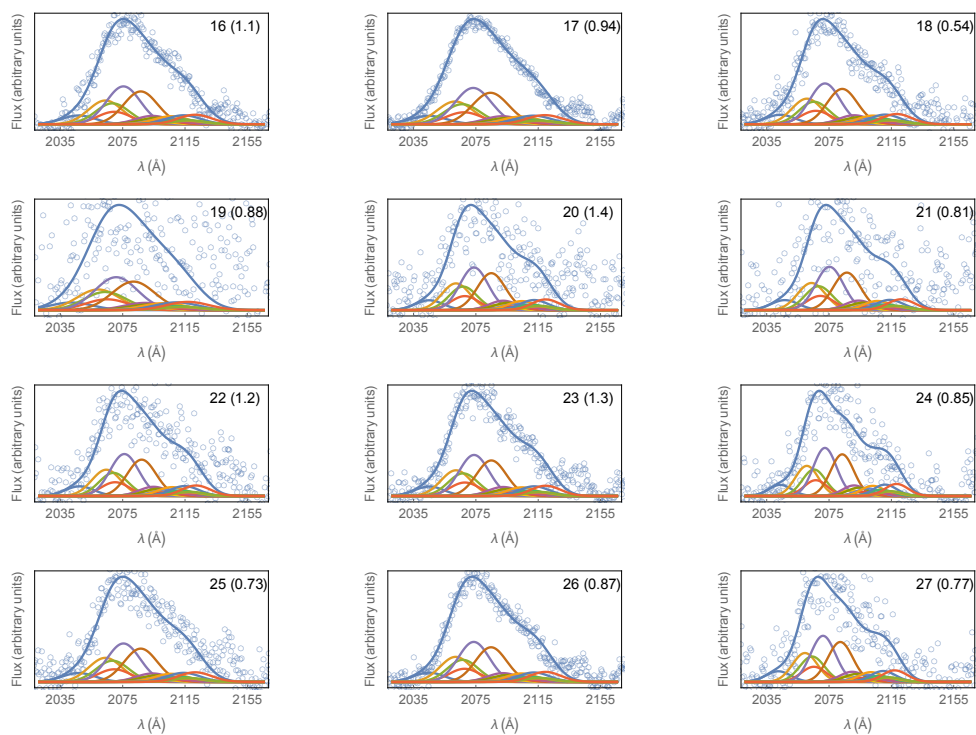 16 (1.1)
Flux (arbitrary units)
2035 2075 2115 2155
λ (Å)
17 (0.94)
Flux (arbitrary units)
2035 2075 2115 2155
λ (Å)
18 (0.54)
Flux (arbitrary units)
2035 2075 2115 2155
λ (Å)
19 (0.88)
Flux (arbitrary units)
2035 2075 2115 2155
λ (Å)
20 (1.4)
Flux (arbitrary units)
2035 2075 2115 2155
λ (Å)
21 (0.81)
Flux (arbitrary units)
2035 2075 2115 2155
λ (Å)
22 (1.2)
Flux (arbitrary units)
2035 2075 2115 2155
λ (Å)
23 (1.3)
Flux (arbitrary units)
2035 2075 2115 2155
λ (Å)
24 (0.85)
Flux (arbitrary units)
2035 2075 2115 2155
λ (Å)
25 (0.73)
Flux (arbitrary units)
2035 2075 2115 2155
λ (Å)
26 (0.87)
Flux (arbitrary units)
2035 2075 2115 2155
λ (Å)
27 (0.77)
Flux (arbitrary units)
2035 2075 2115 2155
λ (Å)